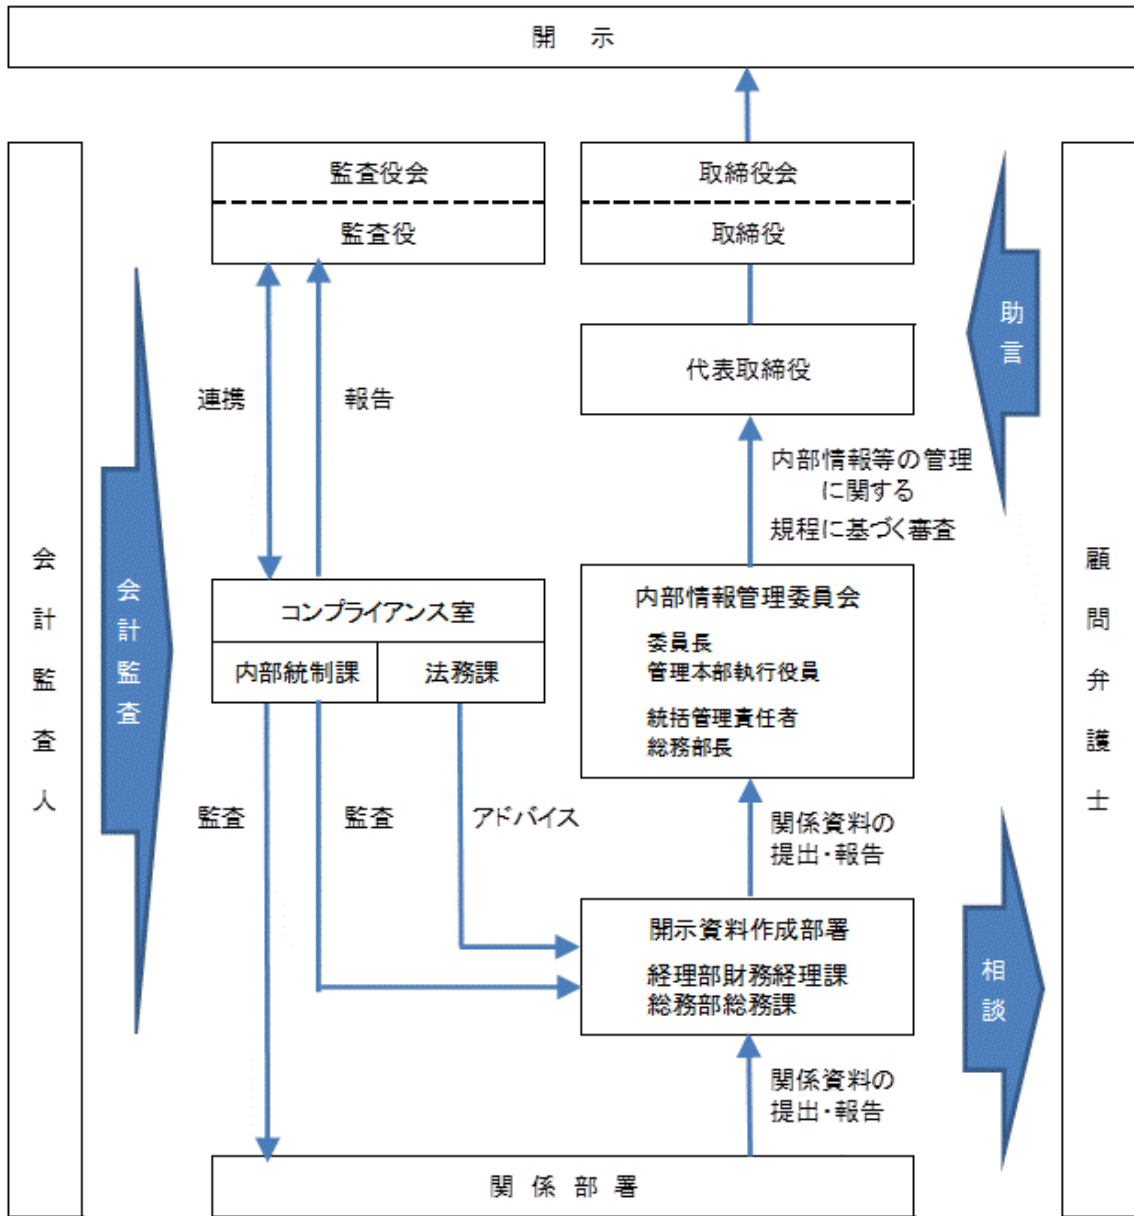 開 示
監査役会
監査役
取締役会
取締役
代表取締役
連携
報告
内部情報等の管理
に関する
規程に基づく審査
助言
会計監査人
会計監査
顧問弁護士
コンプライアンス室
内部統制課
法務課
内部情報管理委員会
委員長
管理本部執行役員
統括管理責任者
総務部長
監査
監査
アドバイス
関係資料の
提出・報告
開示資料作成部署
経理部財務経理課
総務部総務課
相談
関係資料の
提出・報告
関 係 部 署